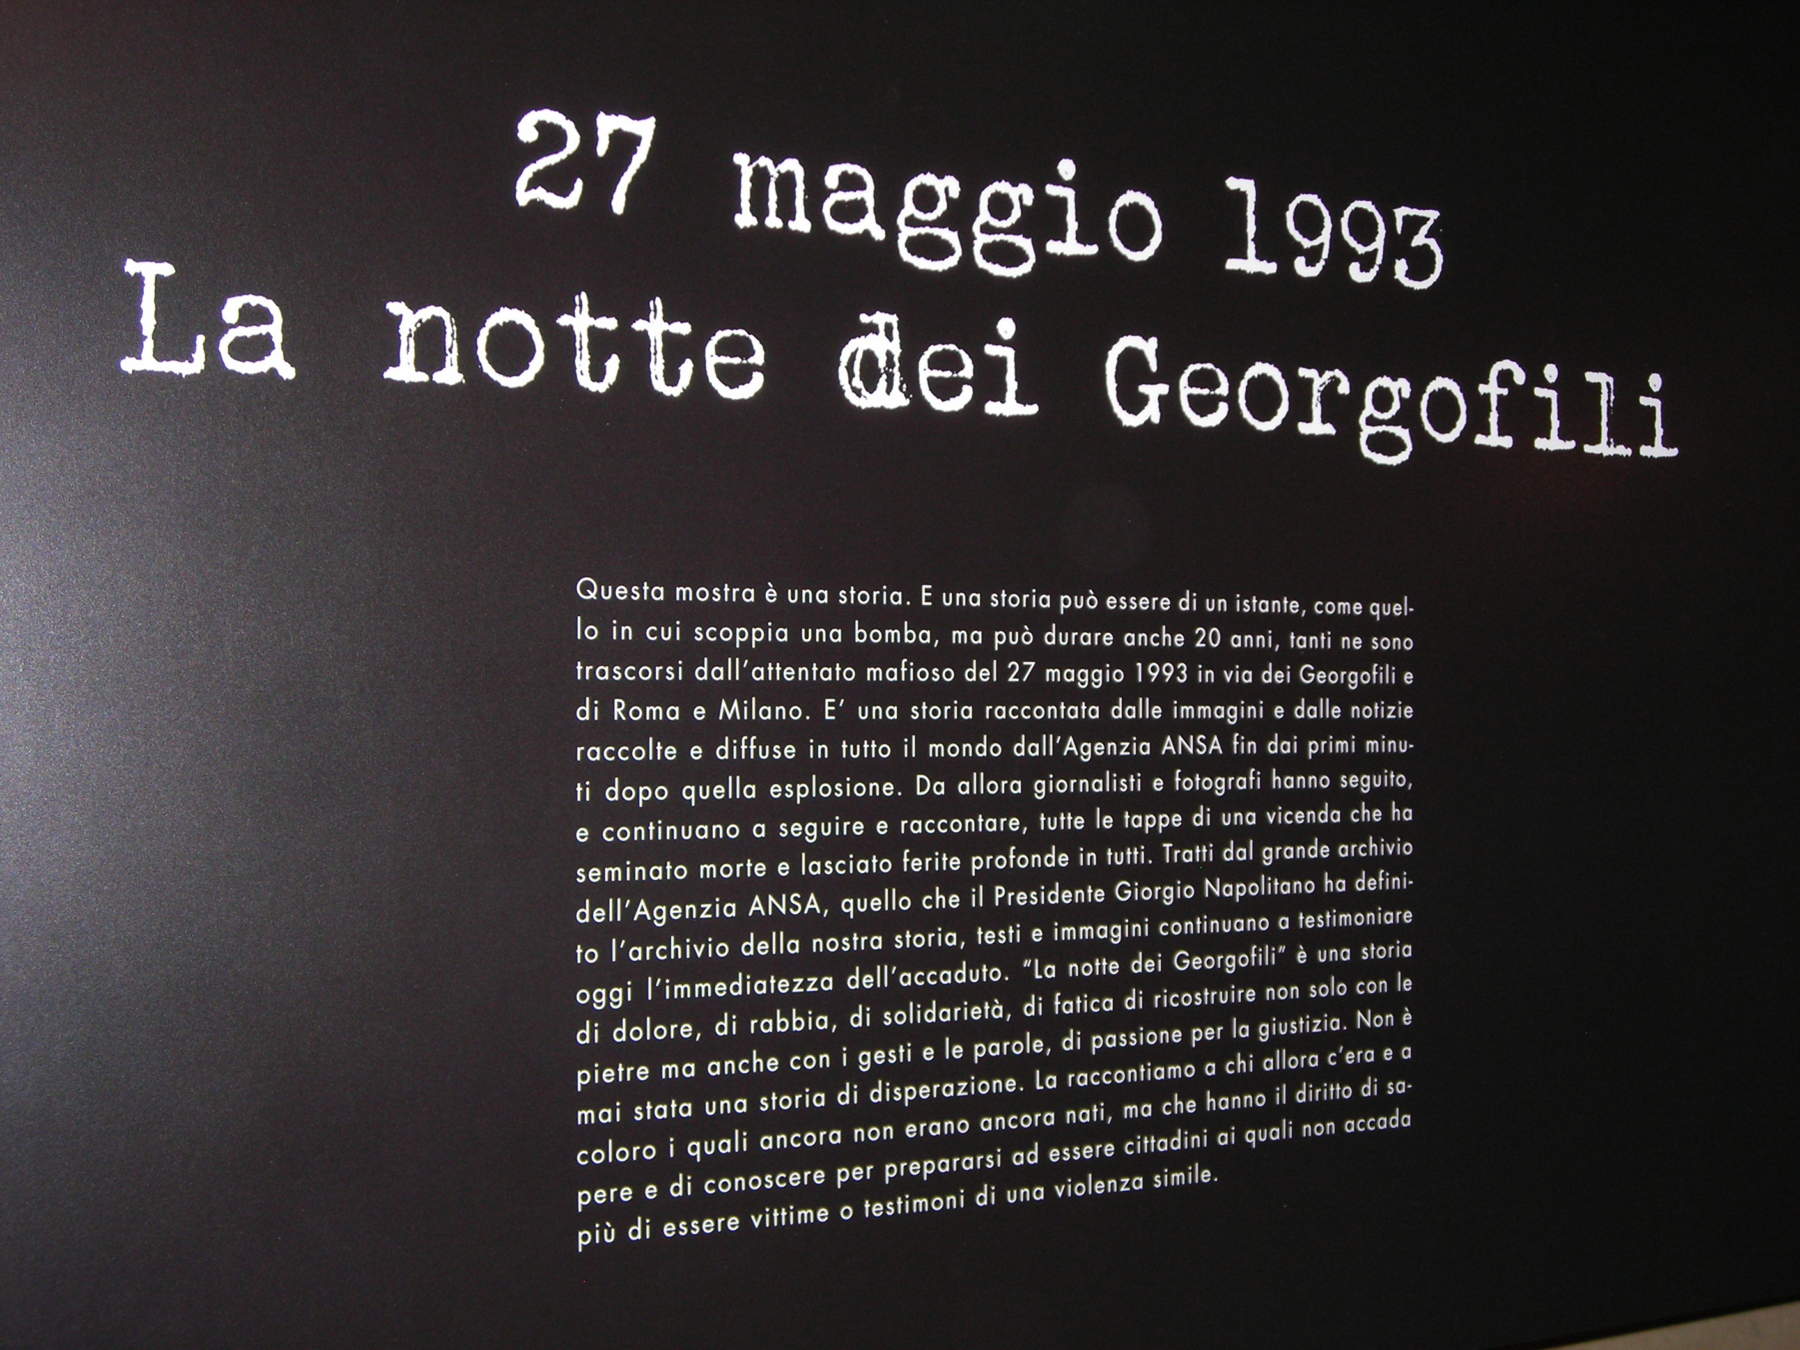 27 maggio 1993
La notte dei Georgofili
Questa mostra è una storia. E una storia può essere di un istante, come quel-
lo in cui scoppia una bomba, ma può durare anche 20 anni, tanti ne sono
trascorsi dall'attentato mafioso del 27 maggio 1993 in via dei Georgofili e
di Roma e Milano. E' una storia raccontata dalle immagini e dalle notizie
raccolte e diffuse in tutto il mondo dall'Agenzia ANSA fin dai primi minu-
ti dopo quella esplosione. Da allora giornalisti e fotografi hanno seguito,
e continuano a seguire e raccontare, tutte le tappe di una vicenda che ha
seminato morte e lasciato ferite profonde in tutti. Tratti dal grande archivio
dell'Agenzia ANSA, quello che il Presidente Giorgio Napolitano ha defini-
to l'archivio della nostra storia, testi e immagini continuano a testimoniare
oggi l'immediatezza dell'accaduto. "La notte dei Georgofili" è una storia
di dolore, di rabbia, di solidarietà, di fatica di ricostruire non solo con le
pietre ma anche con i gesti e le parole, di passione per la giustizia. Non è
mai stata una storia di disperazione. La raccontiamo a chi allora c'era e a
coloro i quali ancora non erano ancora nati, ma che hanno il diritto di sa-
pere e di conoscere per prepararsi ad essere cittadini ai quali non accada
più di essere vittime o testimoni di una violenza simile.